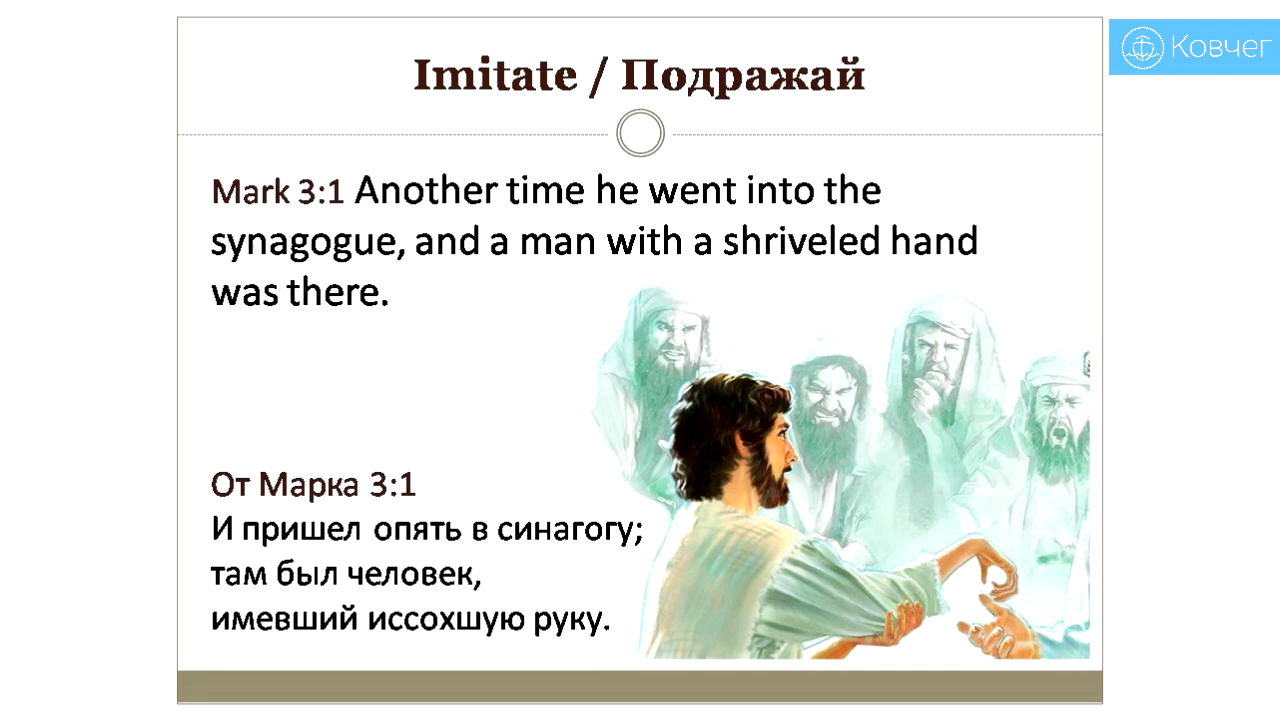 Imitate / Подражай
Ковчег
Mark 3:1 Another time he went into the
synagogue, and a man with a shriveled hand
was there.
От Марка 3:1
И пришел опять в синагогу;
там был человек,
имевший иссохшую руку.